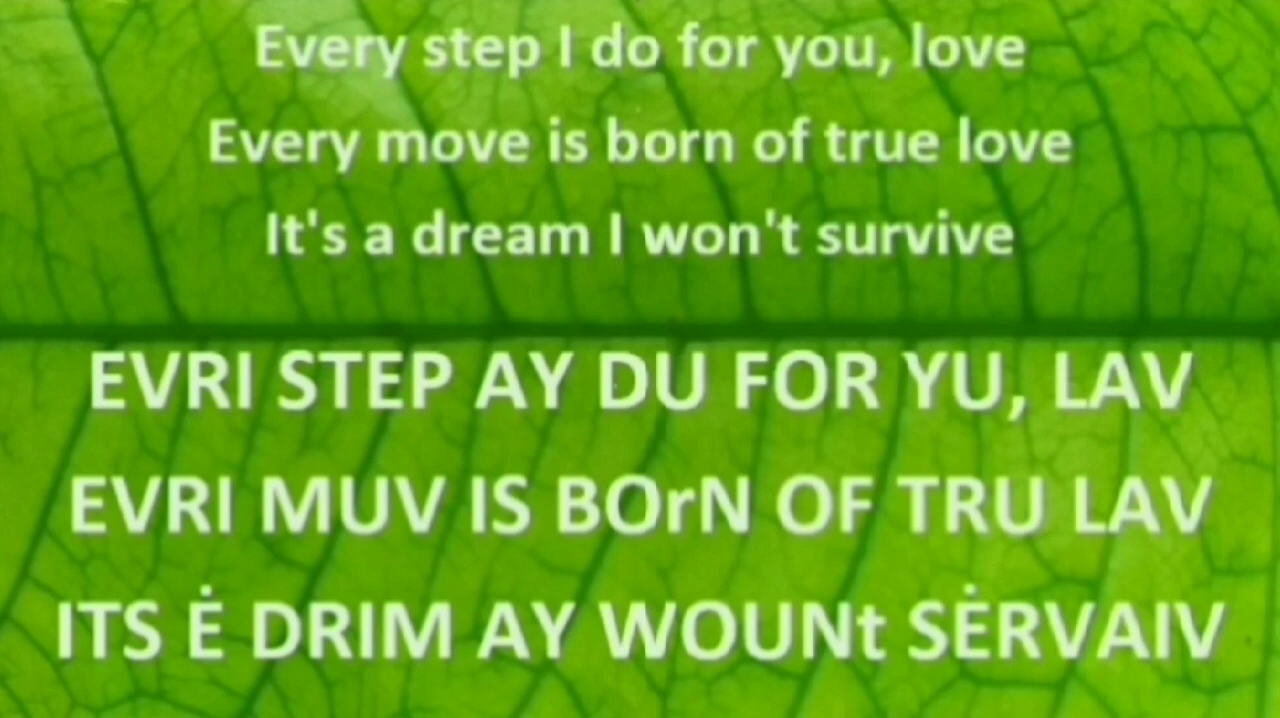 Every step I do for you, love
Every move is born of true love
It's a dream I won't survive
EVRI STEP AY DU FOR YU, LAV
EVRI MUV IS BOrN OF TRU LAV
ITS Ė DRIM AY WOUNt SĖRVAIV